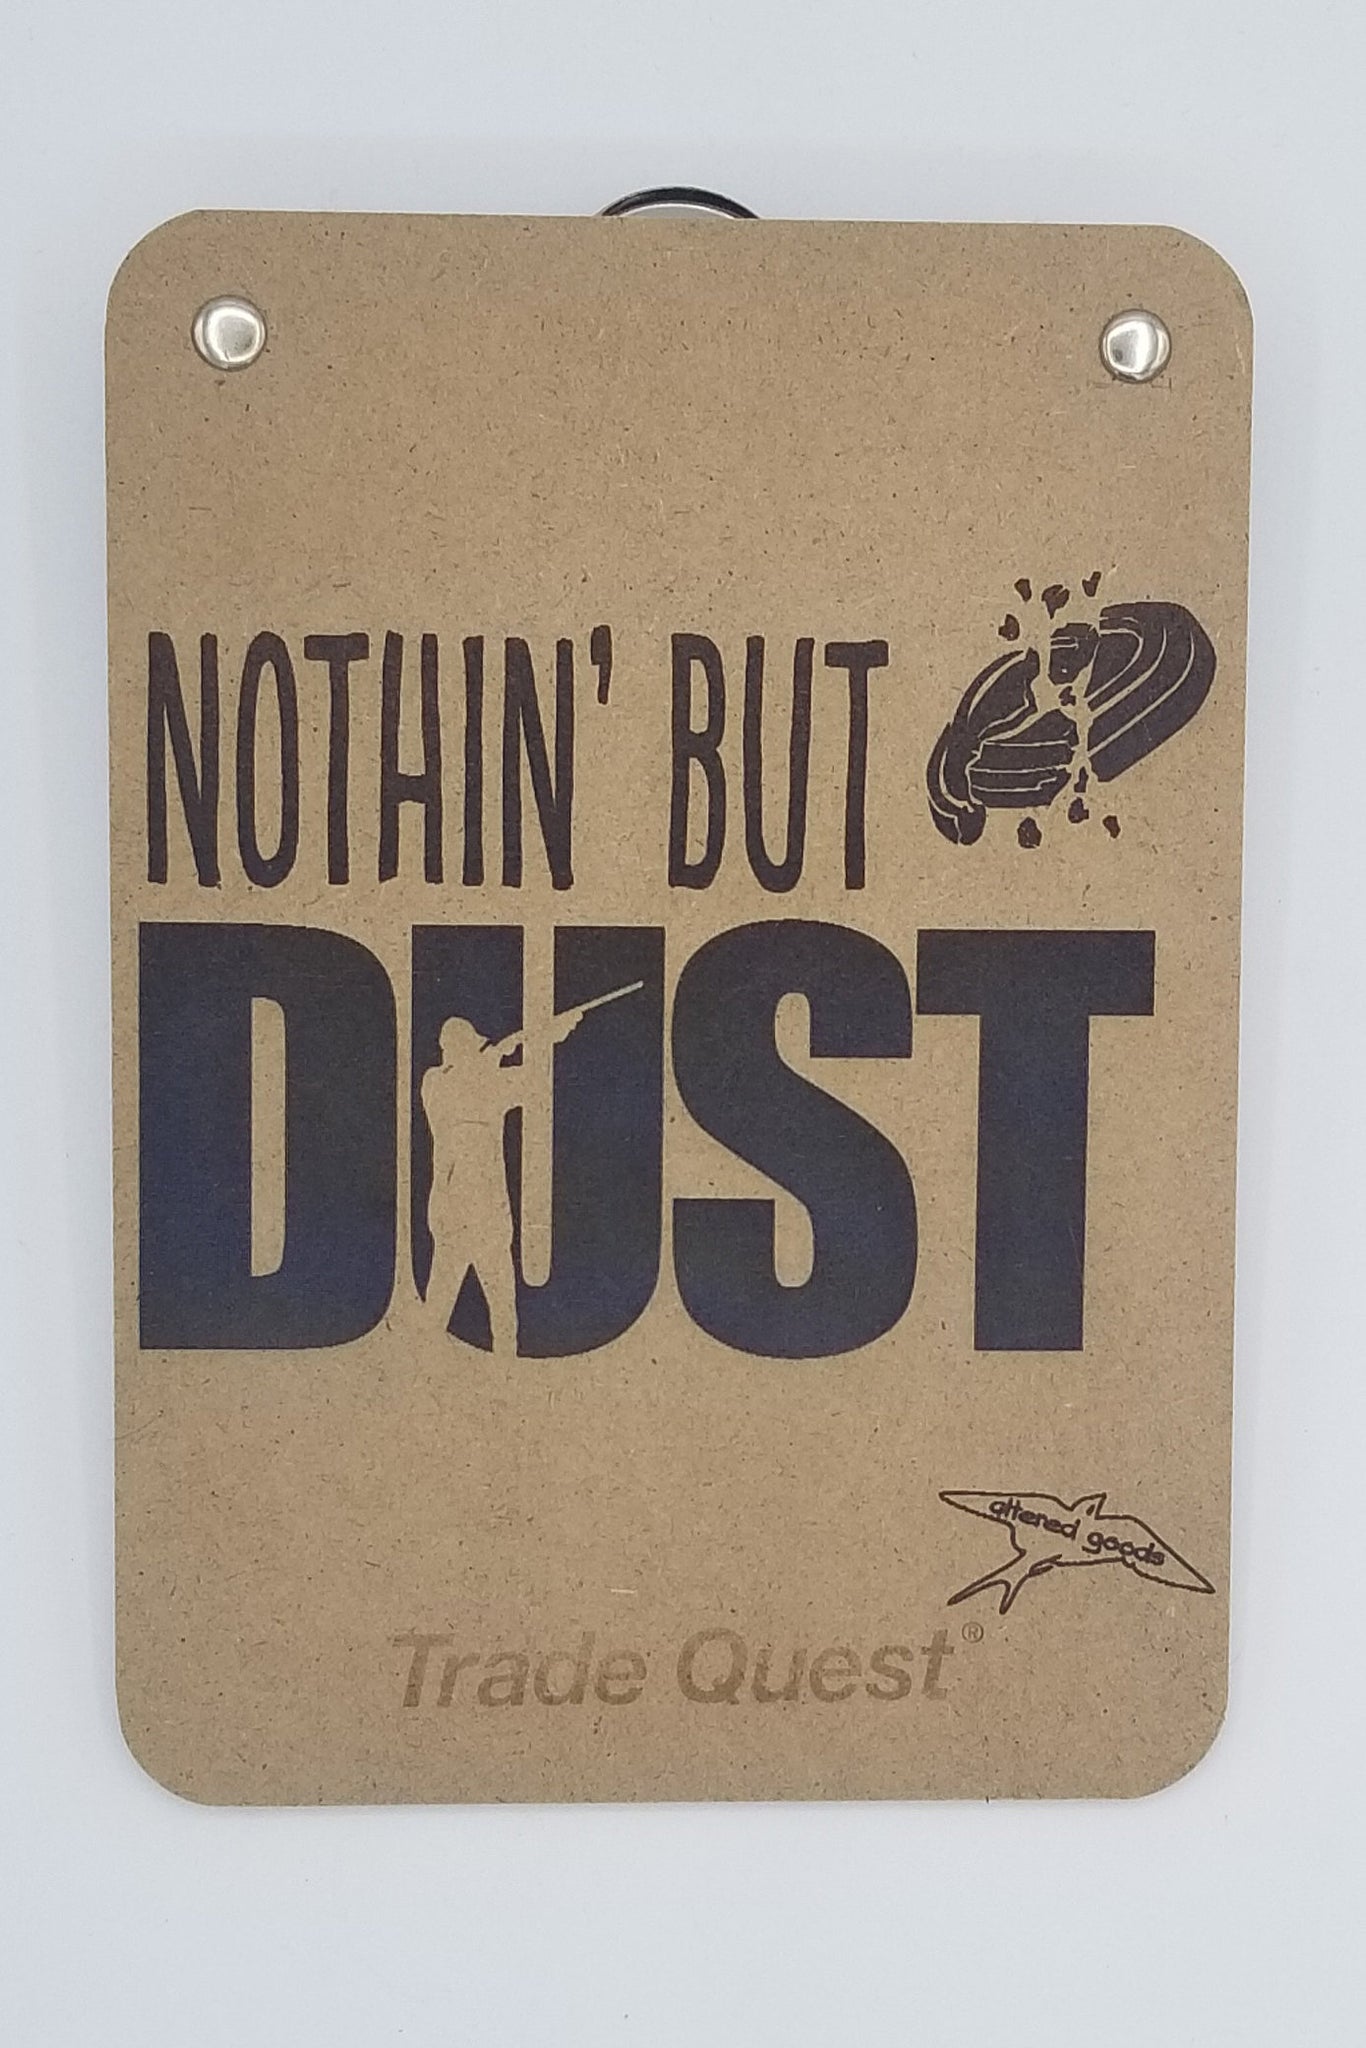 NOTHIN' BUT
DUST
altered goods
Trade Quest®